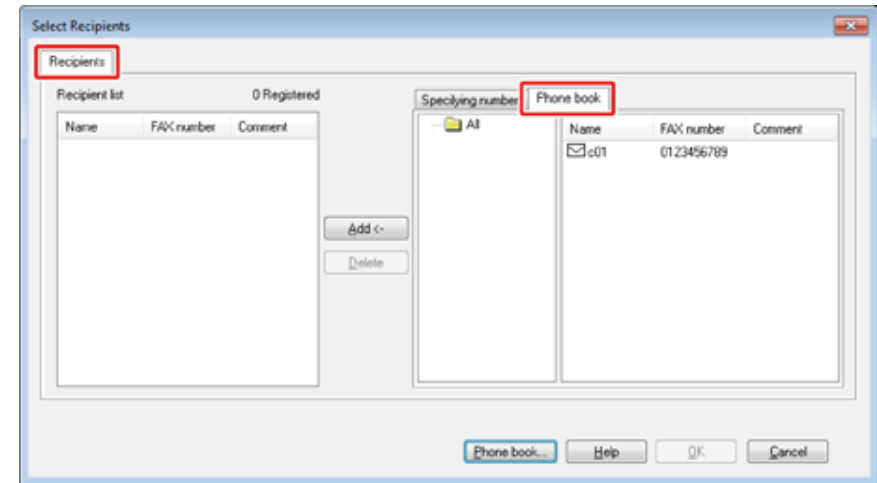 Select Recipients
Recipients
Recipient list 0 Registered
Name FAX number Comment
Add <-
Delete
Specifying number Phone book
All
Name FAX number Comment
c01 0123456789
Phone book... Help OK Cancel